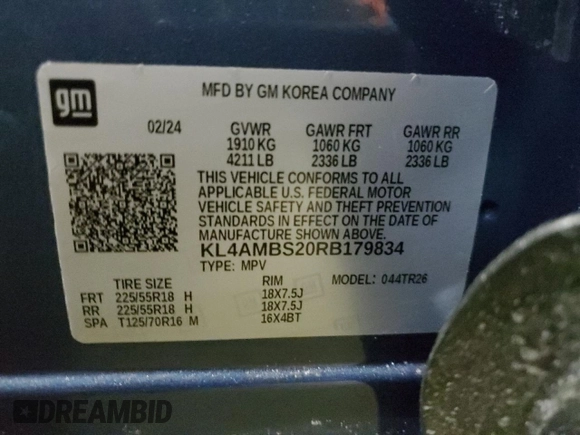 gm
MFD BY GM KOREA COMPANY
02/24 GVWR GAWR FRT GAWR RR
1910 KG 1060 KG 1060 KG
4211 LB 2336 LB 2336 LB
THIS VEHICLE CONFORMS TO ALL
APPLICABLE U.S. FEDERAL MOTOR
VEHICLE SAFETY AND THEFT PREVENTION
STANDARDS IN EFFECT ON THE DATE OF
MANUFACTURE SHOWN ABOVE.
KL4AMBS20RB179834
TYPE: MPV MODEL: 044TR26
TIRE SIZE RIM
FRT 225/55R18 H 18X7.5J
RR 225/55R18 H 18X7.5J
SPA T125/70R16 M 16X4BT
DREAMBID